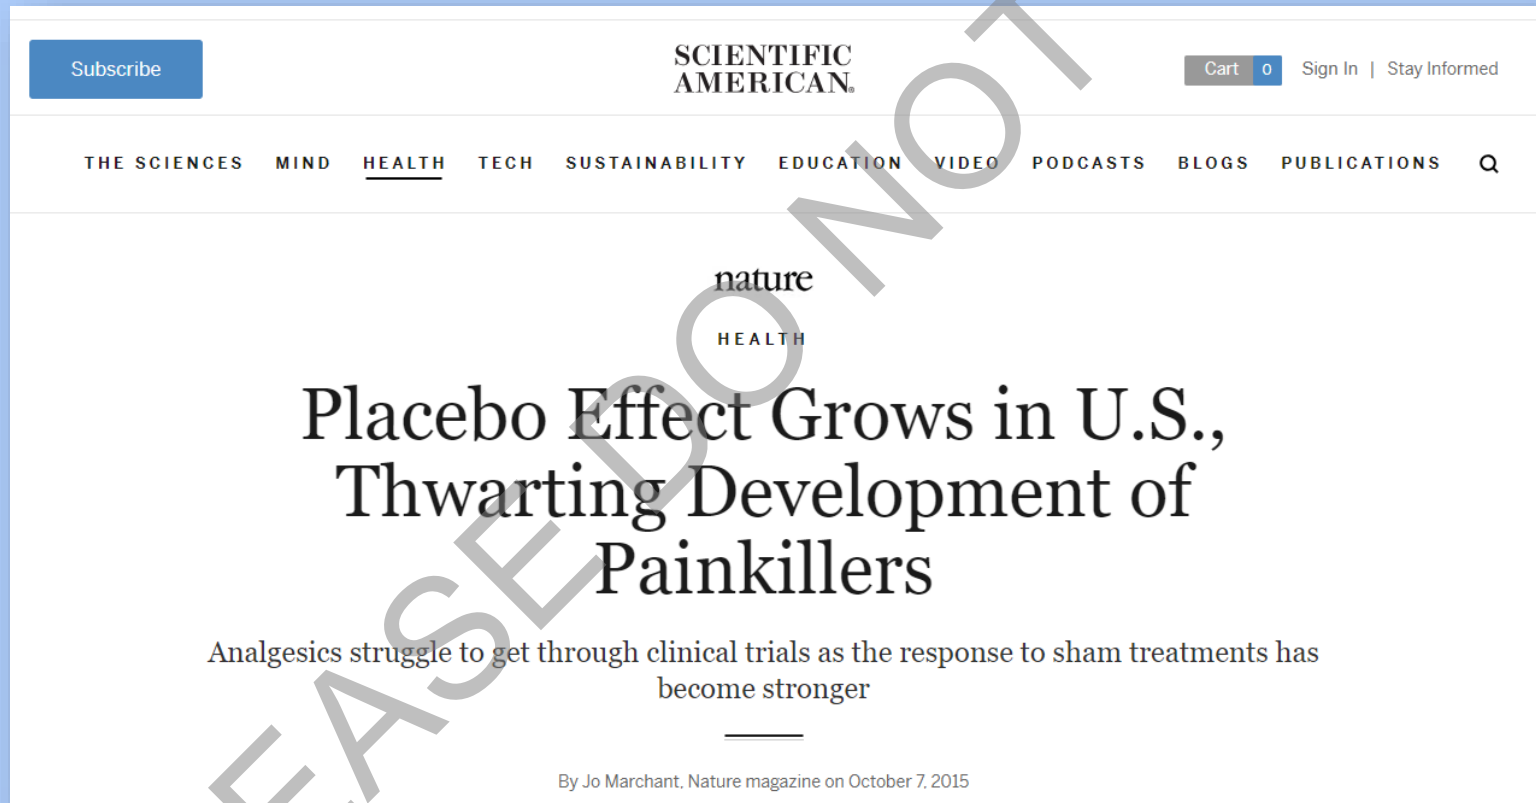 Subscribe
SCIENTIFIC
AMERICAN®
Cart 0 Sign In | Stay Informed
THE SCIENCES MIND HEALTH TECH SUSTAINABILITY EDUCATION VIDEO PODCASTS BLOGS PUBLICATIONS
nature
HEALTH
Placebo Effect Grows in U.S.,
Thwarting Development of
Painkillers
Analgesics struggle to get through clinical trials as the response to sham treatments has
become stronger
By Jo Marchant, Nature magazine on October 7, 2015
EASE DO NOT